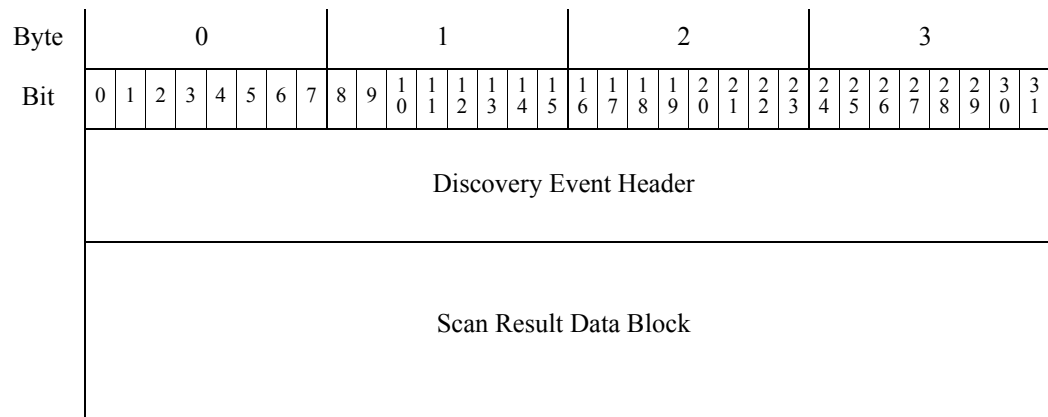 Byte 0 1 2 3
Bit 0 1 2 3 4 5 6 7 8 9 10 11 12 13 14 15 16 17 18 19 20 21 22 23 24 25 26 27 28 29 30 31
Discovery Event Header
Scan Result Data Block